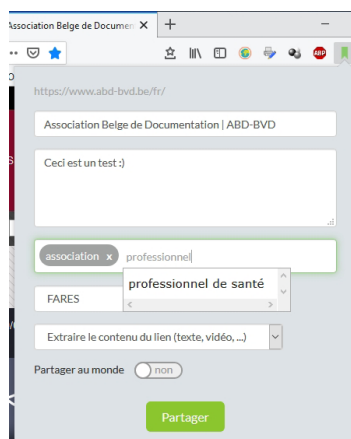 Association Belge de Documen
ABP
https://www.abd-bvd.be/fr/
Association Belge de Documentation | ABD-BVD
Ceci est un test :)
association x professionnel
professionnel de santé
FARES
Extraire le contenu du lien (texte, vidéo, ...)
Partager au monde non
Partager